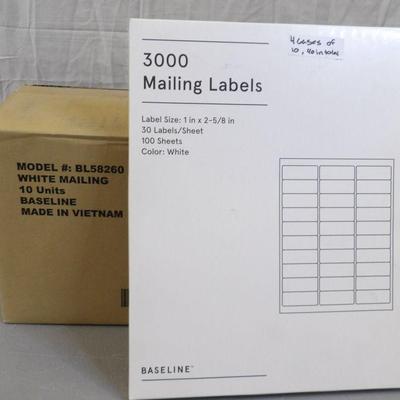 4 cases of
10, 40 in total
3000
Mailing Labels
Label Size: 1 in x 2-5/8 in
30 Labels/Sheet
100 Sheets
Color: White
BASELINE™
MODEL #: BL58260
WHITE MAILING
10 Units
BASELINE
MADE IN VIETNAM